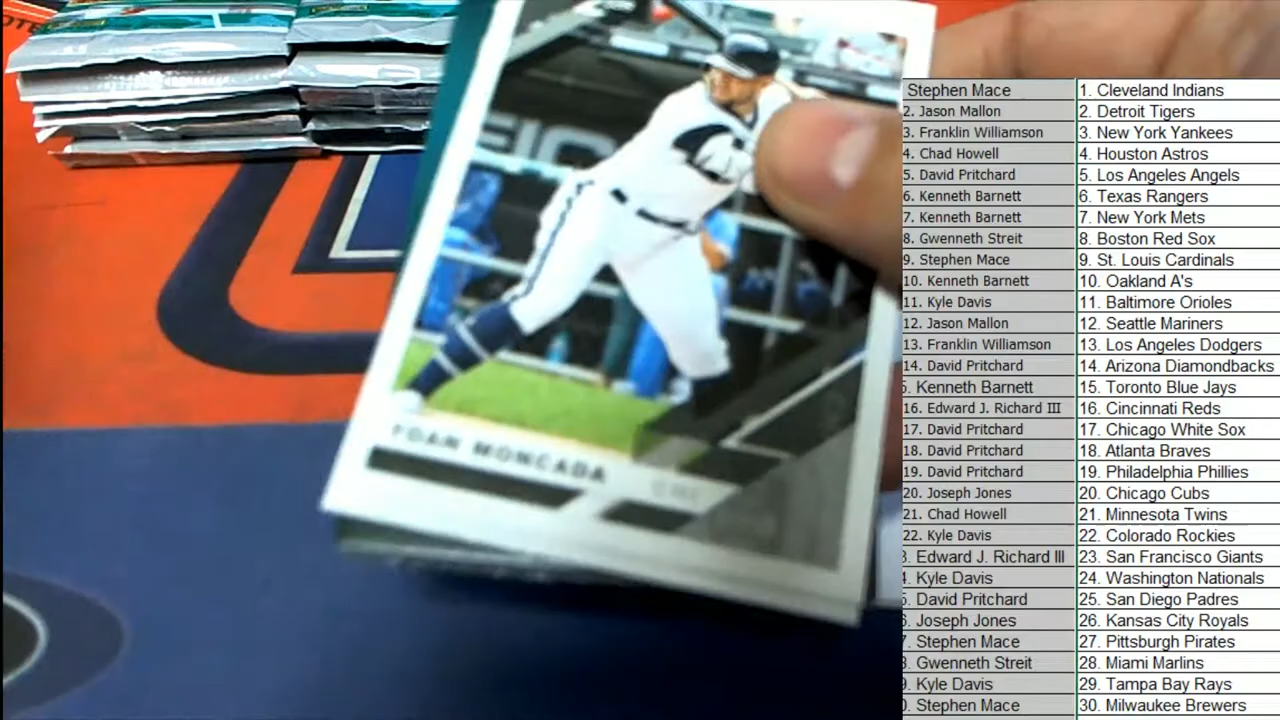 Stephen Mace 1. Cleveland Indians
2. Jason Mallon 2. Detroit Tigers
3. Franklin Williamson 3. New York Yankees
4. Chad Howell 4. Houston Astros
5. David Pritchard 5. Los Angeles Angels
6. Kenneth Barnett 6. Texas Rangers
7. Kenneth Barnett 7. New York Mets
8. Gwenneth Streit 8. Boston Red Sox
9. Stephen Mace 9. St. Louis Cardinals
10. Kenneth Barnett 10. Oakland A's
11. Kyle Davis 11. Baltimore Orioles
12. Jason Mallon 12. Seattle Mariners
13. Franklin Williamson 13. Los Angeles Dodgers
14. David Pritchard 14. Arizona Diamondbacks
5. Kenneth Barnett 15. Toronto Blue Jays
16. Edward J. Richard III 16. Cincinnati Reds
17. David Pritchard 17. Chicago White Sox
18. David Pritchard 18. Atlanta Braves
19. David Pritchard 19. Philadelphia Phillies
20. Joseph Jones 20. Chicago Cubs
21. Chad Howell 21. Minnesota Twins
22. Kyle Davis 22. Colorado Rockies
3. Edward J. Richard III 23. San Francisco Giants
4. Kyle Davis 24. Washington Nationals
5. David Pritchard 25. San Diego Padres
6. Joseph Jones 26. Kansas City Royals
7. Stephen Mace 27. Pittsburgh Pirates
8. Gwenneth Streit 28. Miami Marlins
9. Kyle Davis 29. Tampa Bay Rays
0. Stephen Mace 30. Milwaukee Brewers
YOAN MONCADA